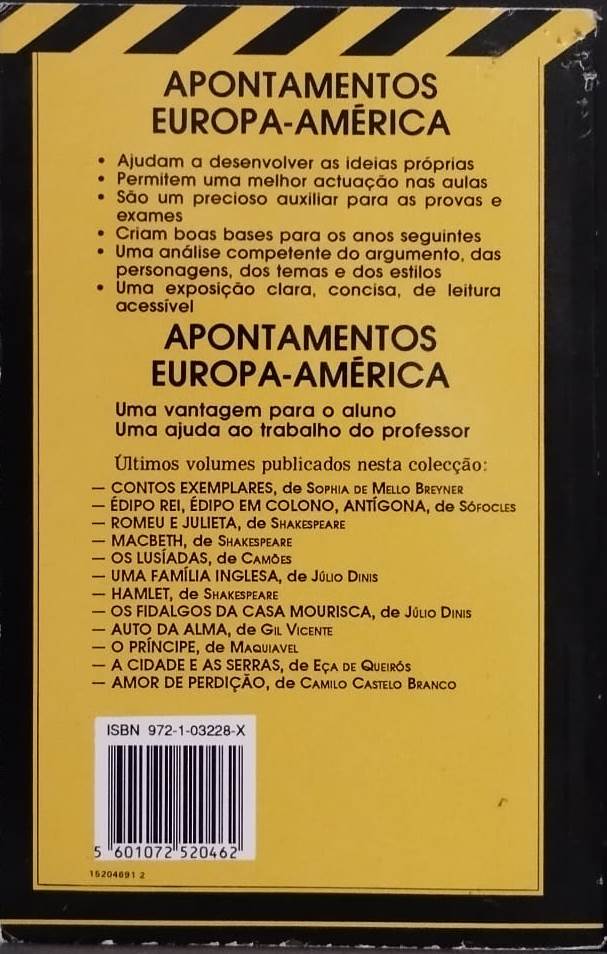 APONTAMENTOS
EUROPA-AMÉRICA
• Ajudam a desenvolver as ideias próprias
• Permitem uma melhor actuação nas aulas
• São um precioso auxiliar para as provas e
exames
• Criam boas bases para os anos seguintes
• Uma análise competente do argumento, das
personagens, dos temas e dos estilos
• Uma exposição clara, concisa, de leitura
acessível
APONTAMENTOS
EUROPA-AMÉRICA
Uma vantagem para o aluno
Uma ajuda ao trabalho do professor
Últimos volumes publicados nesta colecção:
— CONTOS EXEMPLARES, de SOPHIA DE MELLO BREYNER
— ÉDIPO REI, ÉDIPO EM COLONO, ANTÍGONA, de SÓFOCLES
— ROMEU E JULIETA, de SHAKESPEARE
— MACBETH, de SHAKESPEARE
— OS LUSÍADAS, de CAMÕES
— UMA FAMÍLIA INGLESA, de JÚLIO DINIS
— HAMLET, de SHAKESPEARE
— OS FIDALGOS DA CASA MOURISCA, de JÚLIO DINIS
— AUTO DA ALMA, de GIL VICENTE
— O PRÍNCIPE, de MAQUIAVEL
— A CIDADE E AS SERRAS, de EÇA DE QUEIRÓS
— AMOR DE PERDIÇÃO, de CAMILO CASTELO BRANCO
ISBN 972-1-03228-X
5 601072 520462
15204691 2